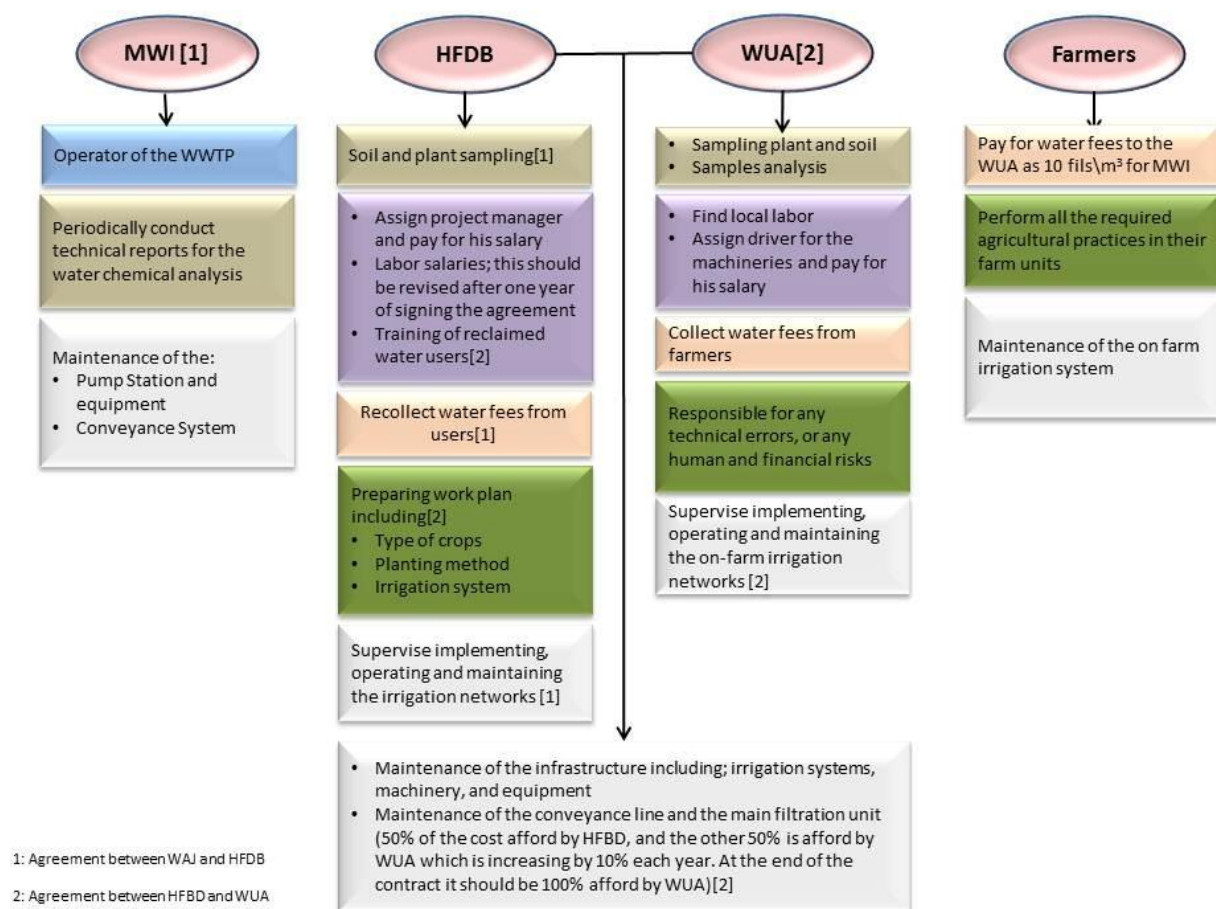 MWI [1]
Operator of the WWTP
Periodically conduct
technical reports for the
water chemical analysis
Maintenance of the:
• Pump Station and
equipment
• Conveyance System
HFDB
Soil and plant sampling[1]
• Assign project manager
and pay for his salary
• Labor salaries; this should
be revised after one year
of signing the agreement
• Training of reclaimed
water users[2]
Recollect water fees from
users[1]
Preparing work plan
including[2]
• Type of crops
• Planting method
• Irrigation system
Supervise implementing,
operating and maintaining
the irrigation networks [1]
WUA[2]
• Sampling plant and soil
• Samples analysis
• Find local labor
• Assign driver for the
machineries and pay for
his salary
Collect water fees from
farmers
Responsible for any
technical errors, or any
human and financial risks
Supervise implementing,
operating and maintaining
the on-farm irrigation
networks [2]
Farmers
Pay for water fees to the
WUA as 10 fils\m³ for MWI
Perform all the required
agricultural practices in their
farm units
Maintenance of the on farm
irrigation system
• Maintenance of the infrastructure including; irrigation systems,
machinery, and equipment
• Maintenance of the conveyance line and the main filtration unit
(50% of the cost afford by HFBD, and the other 50% is afford by
WUA which is increasing by 10% each year. At the end of the
contract it should be 100% afford by WUA)[2]
1: Agreement between WAJ and HFDB
2: Agreement between HFBD and WUA